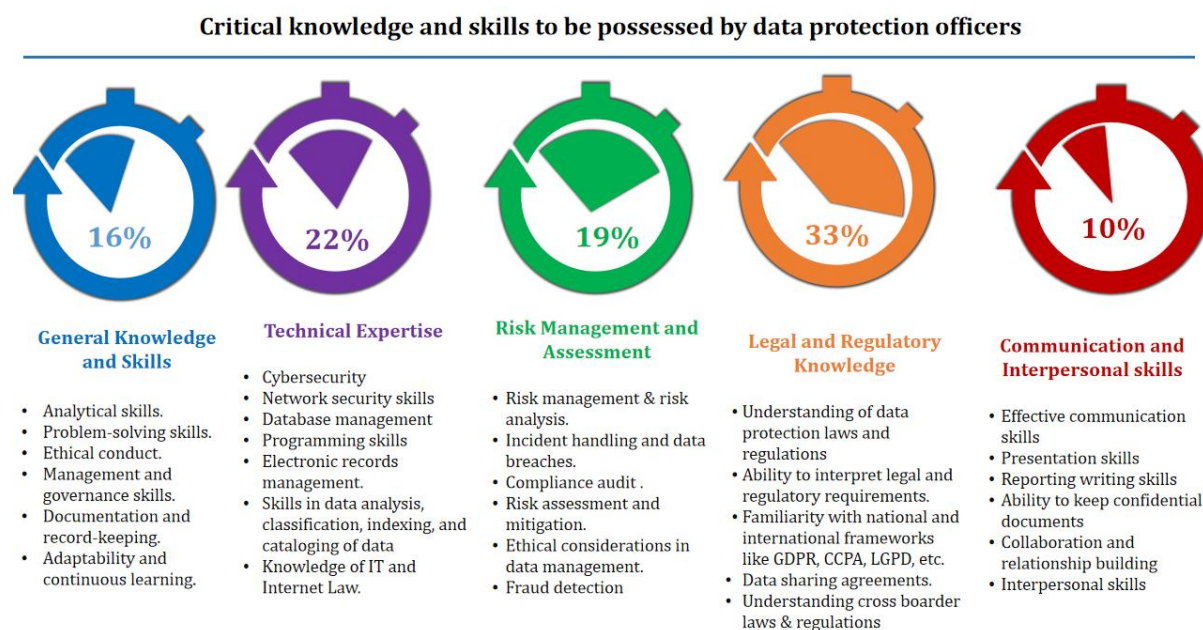 Critical knowledge and skills to be possessed by data protection officers
16%
General Knowledge
and Skills
• Analytical skills.
• Problem-solving skills.
• Ethical conduct.
• Management and
governance skills.
• Documentation and
record-keeping.
• Adaptability and
continuous learning.
22%
Technical Expertise
• Cybersecurity
• Network security skills
• Database management
• Programming skills
• Electronic records
management.
• Skills in data analysis,
classification, indexing, and
cataloging of data
• Knowledge of IT and
Internet Law.
19%
Risk Management and
Assessment
• Risk management & risk
analysis.
• Incident handling and data
breaches.
• Compliance audit .
• Risk assessment and
mitigation.
• Ethical considerations in
data management.
• Fraud detection
33%
Legal and Regulatory
Knowledge
• Understanding of data
protection laws and
regulations
• Ability to interpret legal and
regulatory requirements.
• Familiarity with national and
international frameworks
like GDPR, CCPA, LGPD, etc.
• Data sharing agreements.
• Understanding cross boarder
laws & regulations
10%
Communication and
Interpersonal skills
• Effective communication
skills
• Presentation skills
• Reporting writing skills
• Ability to keep confidential
documents
• Collaboration and
relationship building
• Interpersonal skills